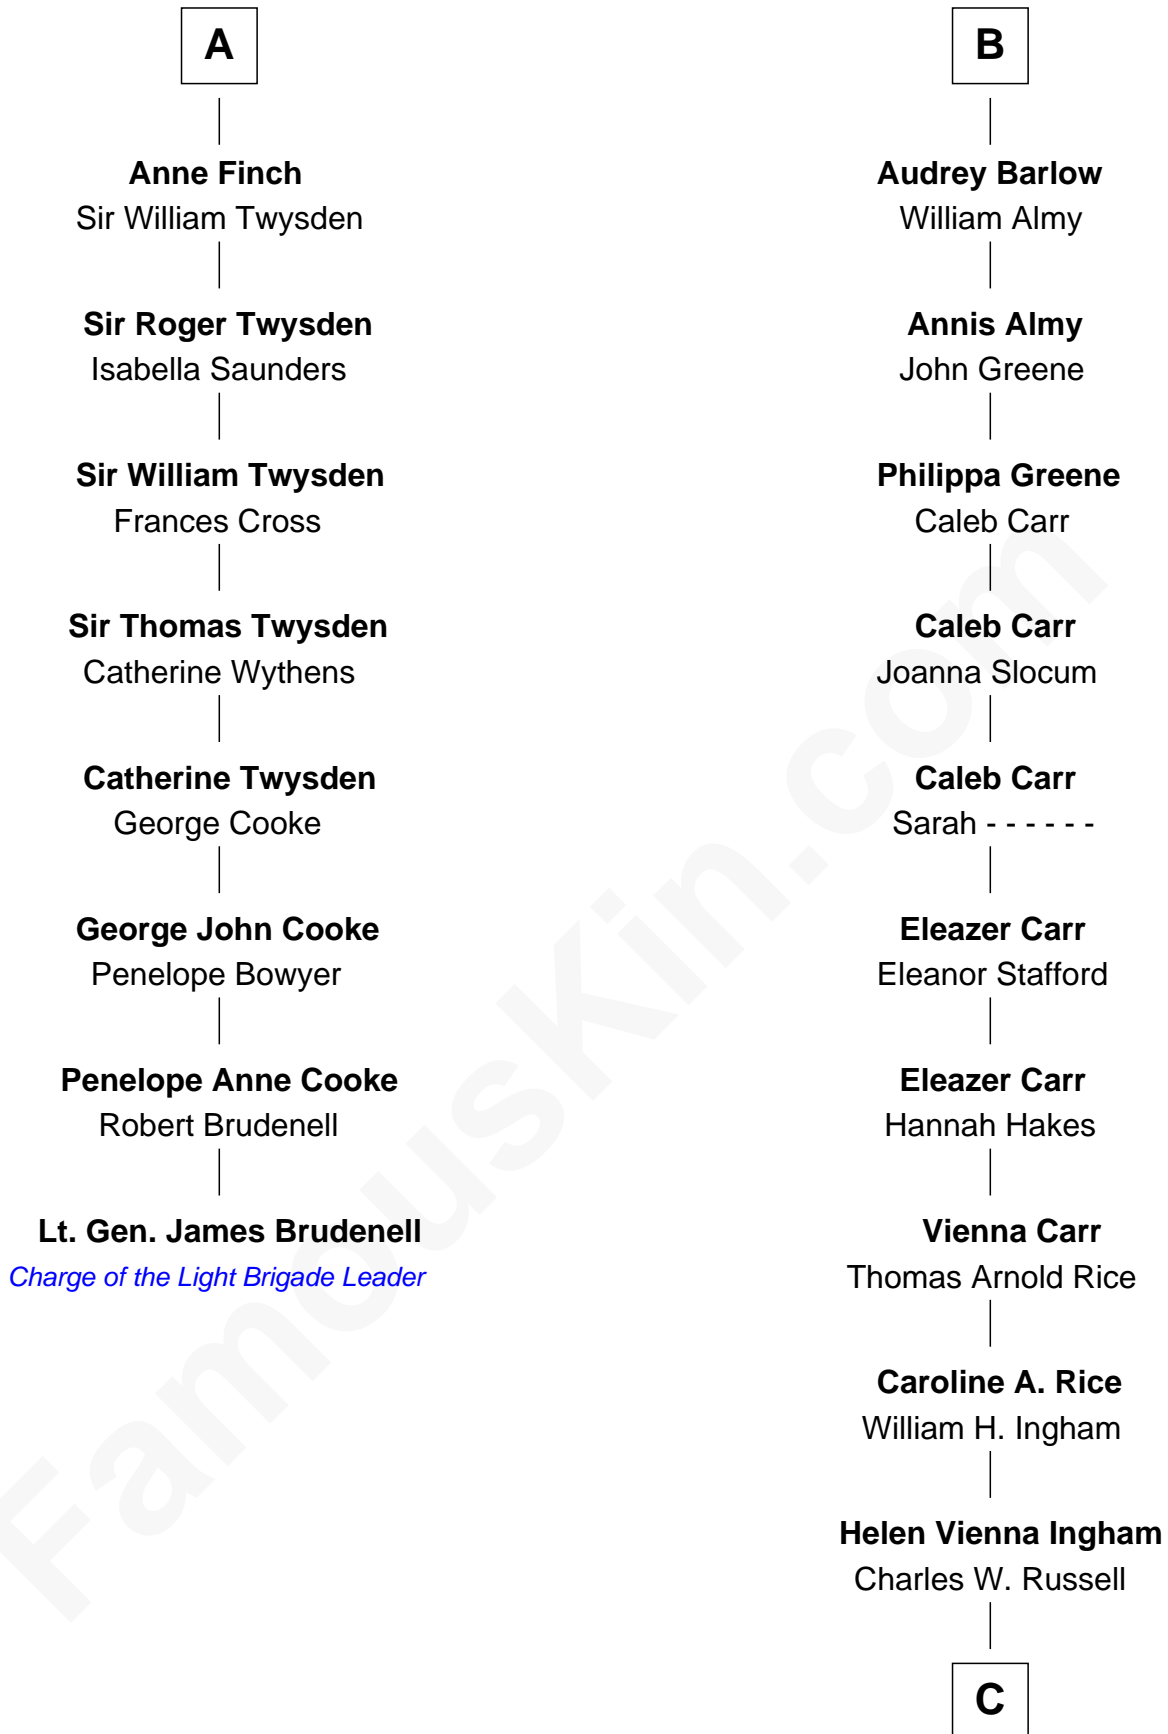 A
Anne Finch
Sir William Twysden
Sir Roger Twysden
Isabella Saunders
Sir William Twysden
Frances Cross
Sir Thomas Twysden
Catherine Wythens
Catherine Twysden
George Cooke
George John Cooke
Penelope Bowyer
Penelope Anne Cooke
Robert Brudenell
Lt. Gen. James Brudenell
Charge of the Light Brigade Leader
B
Audrey Barlow
William Almy
Annis Almy
John Greene
Philippa Greene
Caleb Carr
Caleb Carr
Joanna Slocum
Caleb Carr
Sarah - - - - - -
Eleazer Carr
Eleanor Stafford
Eleazer Carr
Hannah Hakes
Vienna Carr
Thomas Arnold Rice
Caroline A. Rice
William H. Ingham
Helen Vienna Ingham
Charles W. Russell
C
FamousKin.com